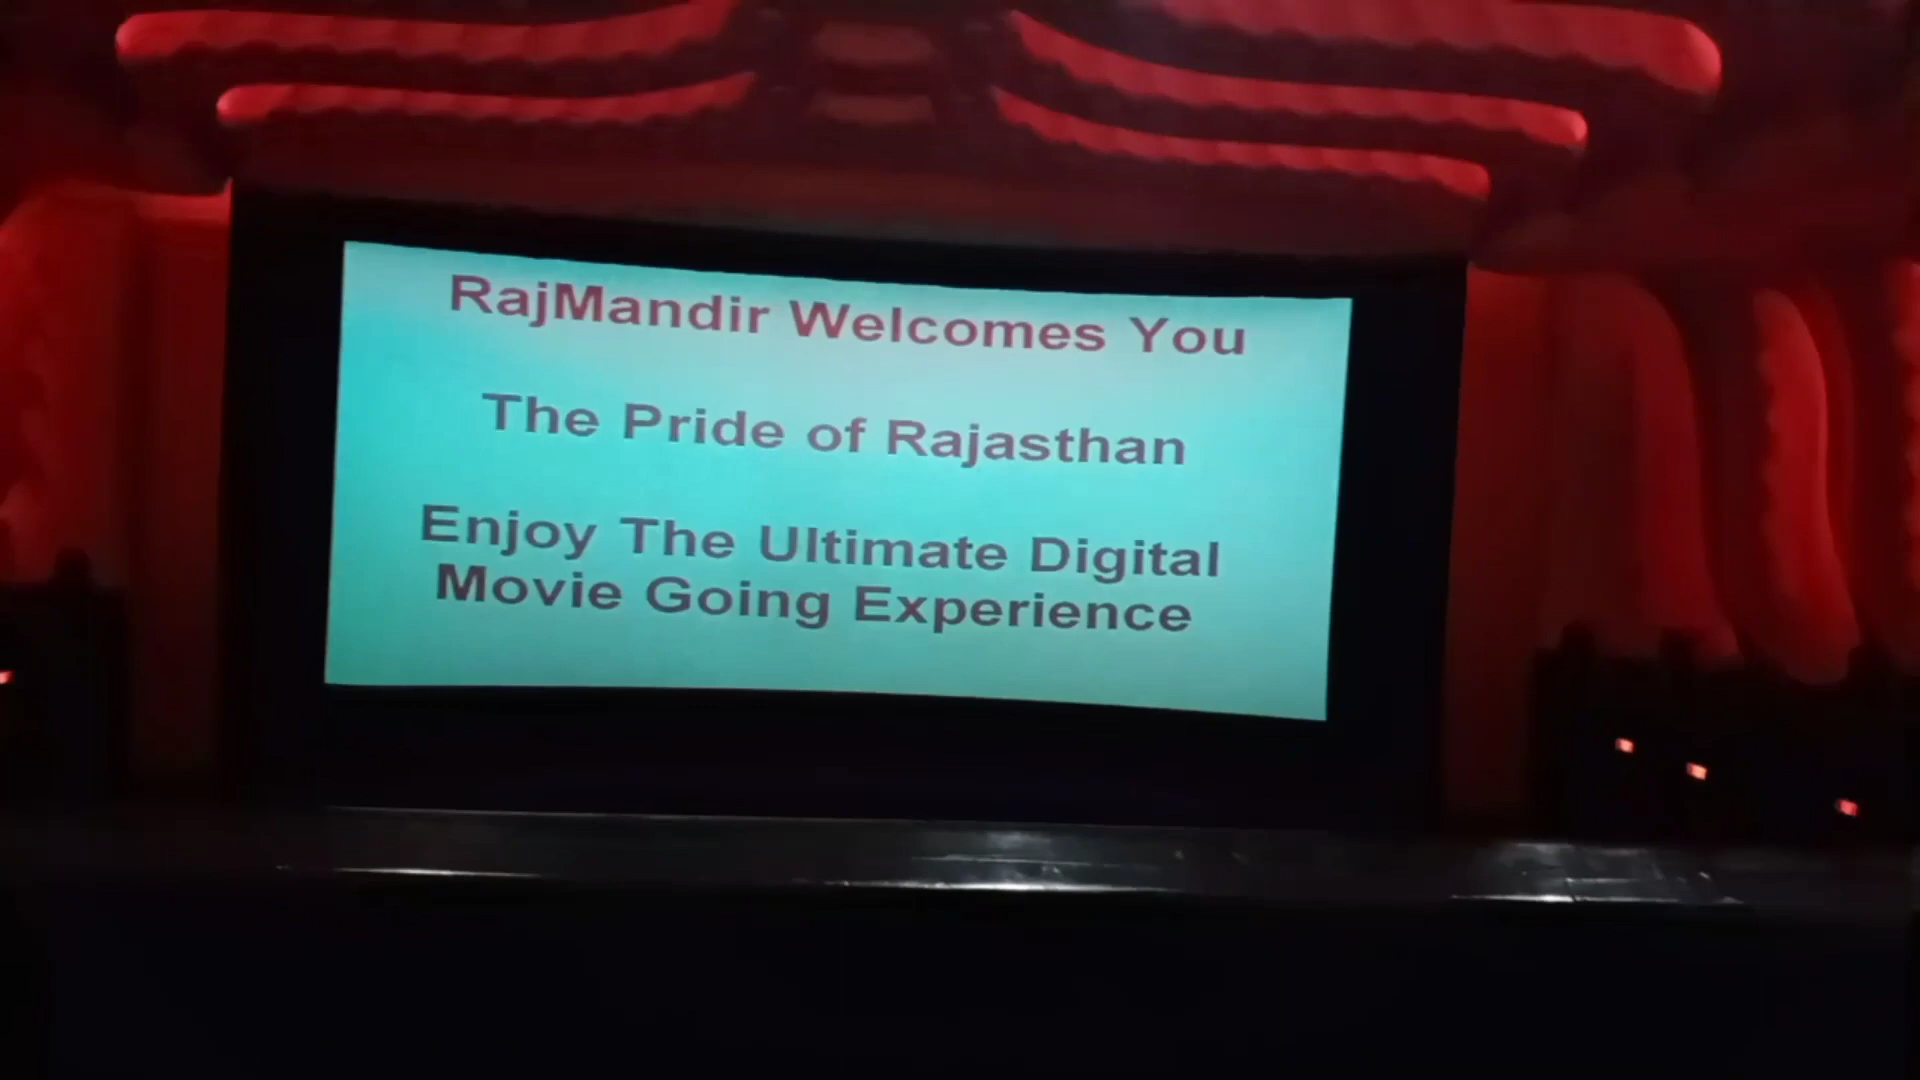 RajMandir Welcomes You
The Pride of Rajasthan
Enjoy The Ultimate Digital
Movie Going Experience